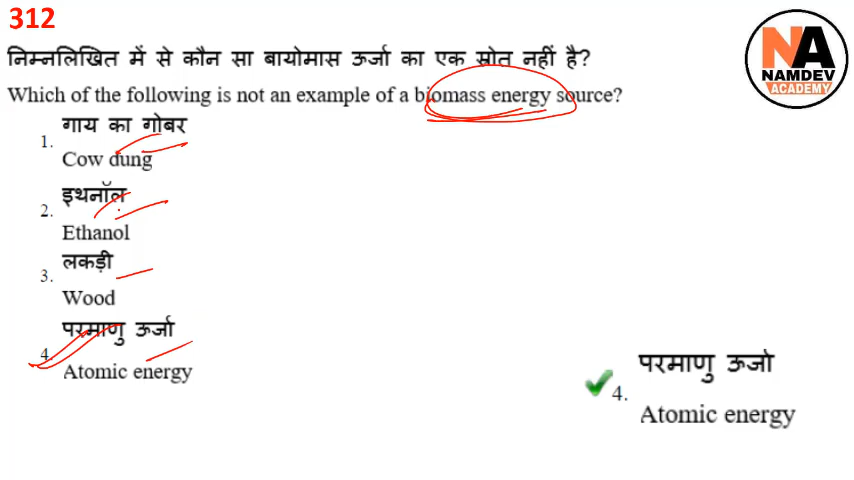 312
NA
NAMDEV
ACADEMY
निम्नलिखित में से कौन सा बायोमास ऊर्जा का एक स्रोत नहीं है?
Which of the following is not an example of a biomass energy source?
1. गाय का गोबर
Cow dung
2. इथनॉल
Ethanol
3. लकड़ी
Wood
4. परमाणु ऊर्जा
Atomic energy
4. परमाणु ऊर्जा
Atomic energy